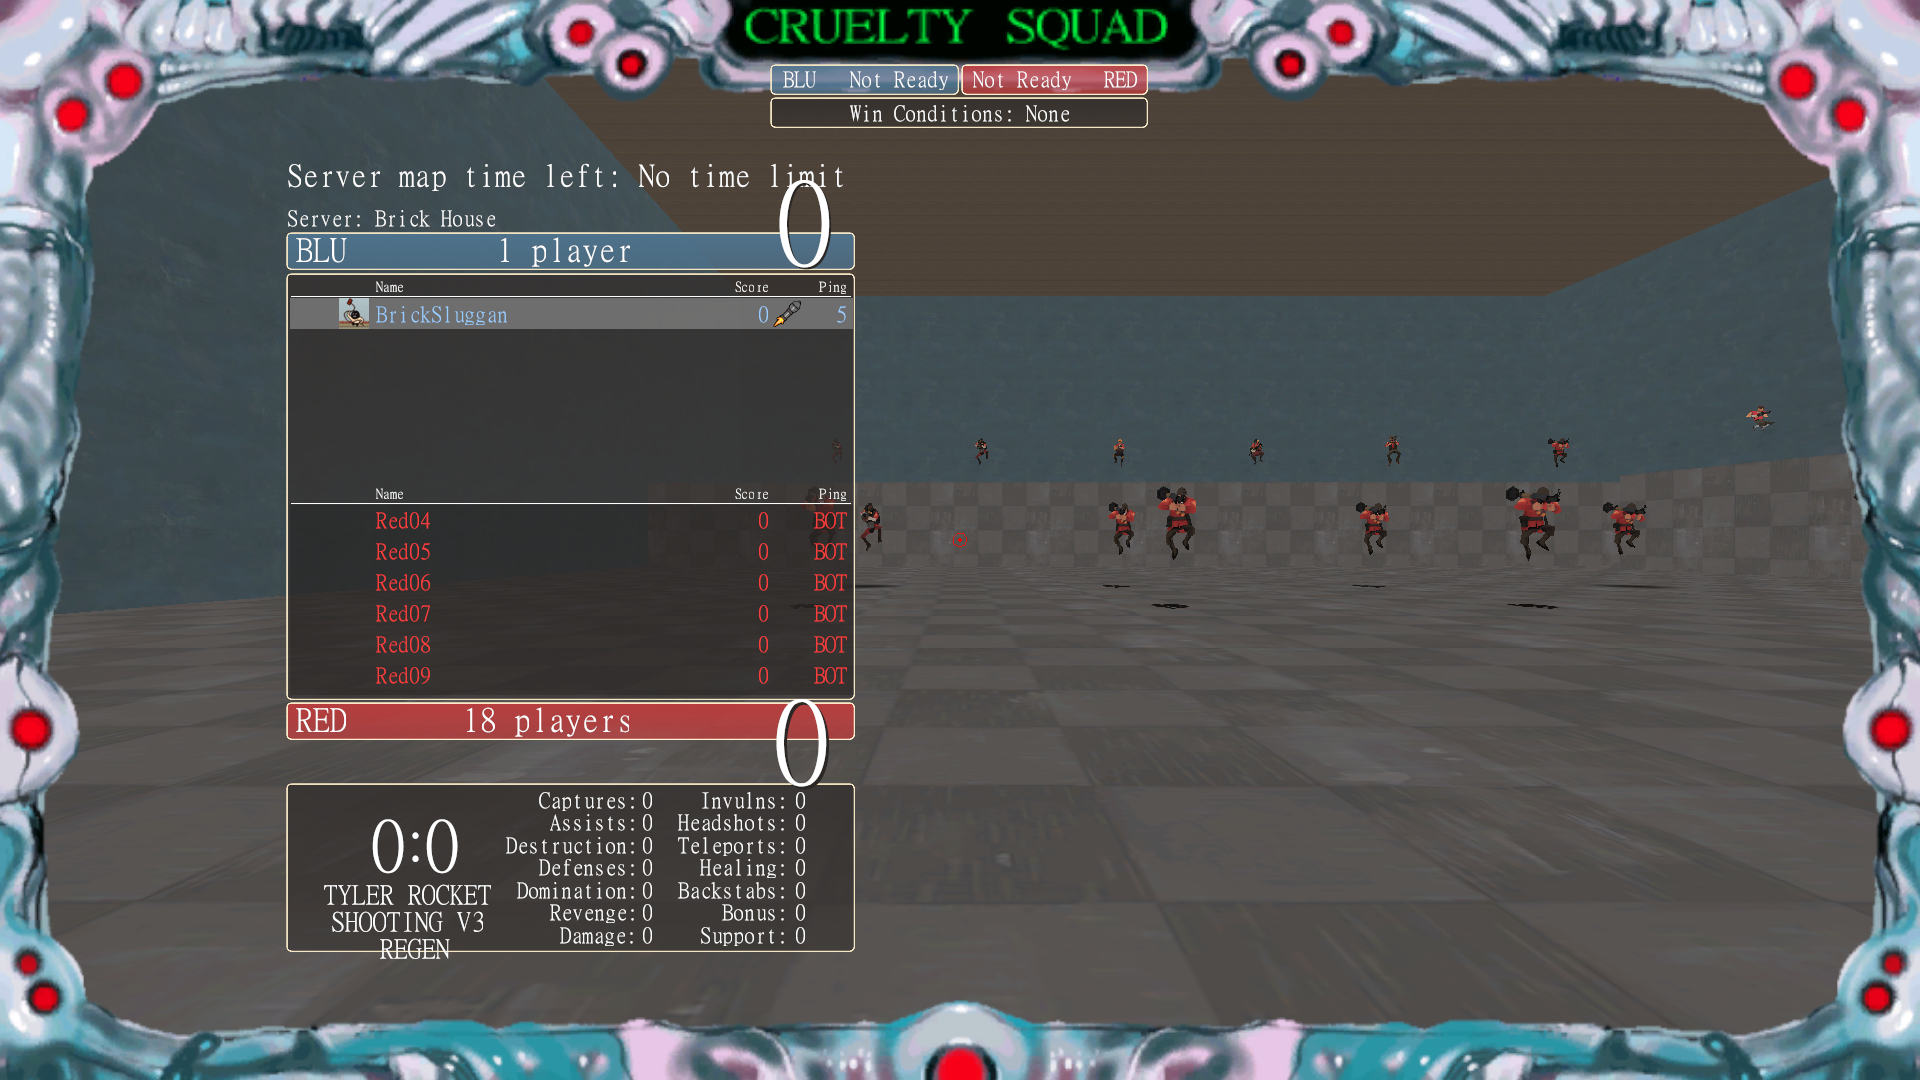 CRUELTY SQUAD
BLU Not Ready Not Ready RED
Win Conditions: None
Server map time left: No time limit
Server: Brick House
BLU 1 player 0
Name Score Ping
BrickSluggan 0 5
Name Score Ping
Red04 0 BOT
Red05 0 BOT
Red06 0 BOT
Red07 0 BOT
Red08 0 BOT
Red09 0 BOT
RED 18 players 0
0:0
TYLER ROCKET
SHOOTING V3
REGEN
Captures: 0 Invulns: 0
Assists: 0 Headshots: 0
Destruction: 0 Teleports: 0
Defenses: 0 Healing: 0
Domination: 0 Backstabs: 0
Revenge: 0 Bonus: 0
Damage: 0 Support: 0